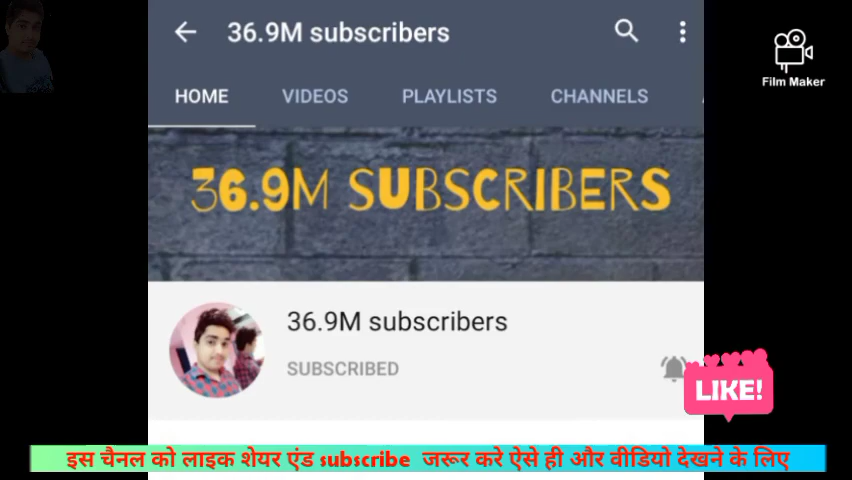 36.9M subscribers
Film Maker
HOME VIDEOS PLAYLISTS CHANNELS
36.9M SUBSCRIBERS
36.9M subscribers
SUBSCRIBED
LIKE!
इस चैनल को लाइक शेयर एंड subscribe जरूर करे ऐसे ही और वीडियो देखने के लिए